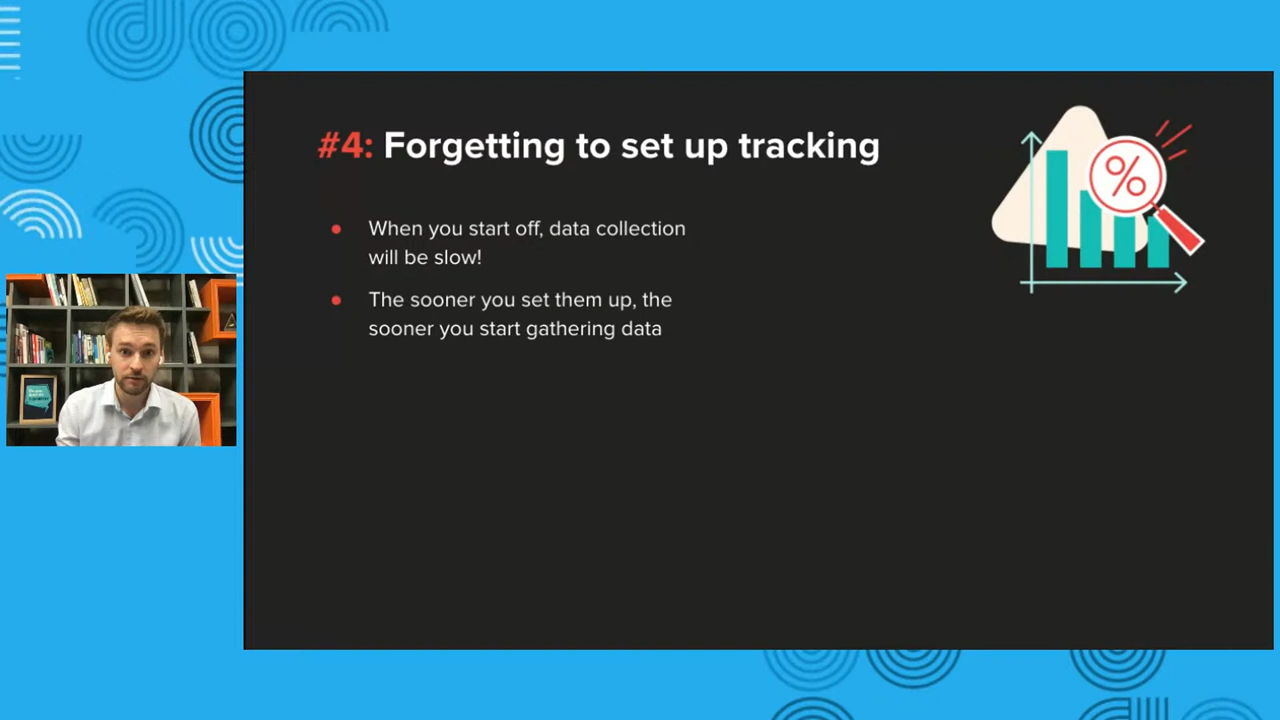 #4: Forgetting to set up tracking
● When you start off, data collection
will be slow!
● The sooner you set them up, the
sooner you start gathering data
%